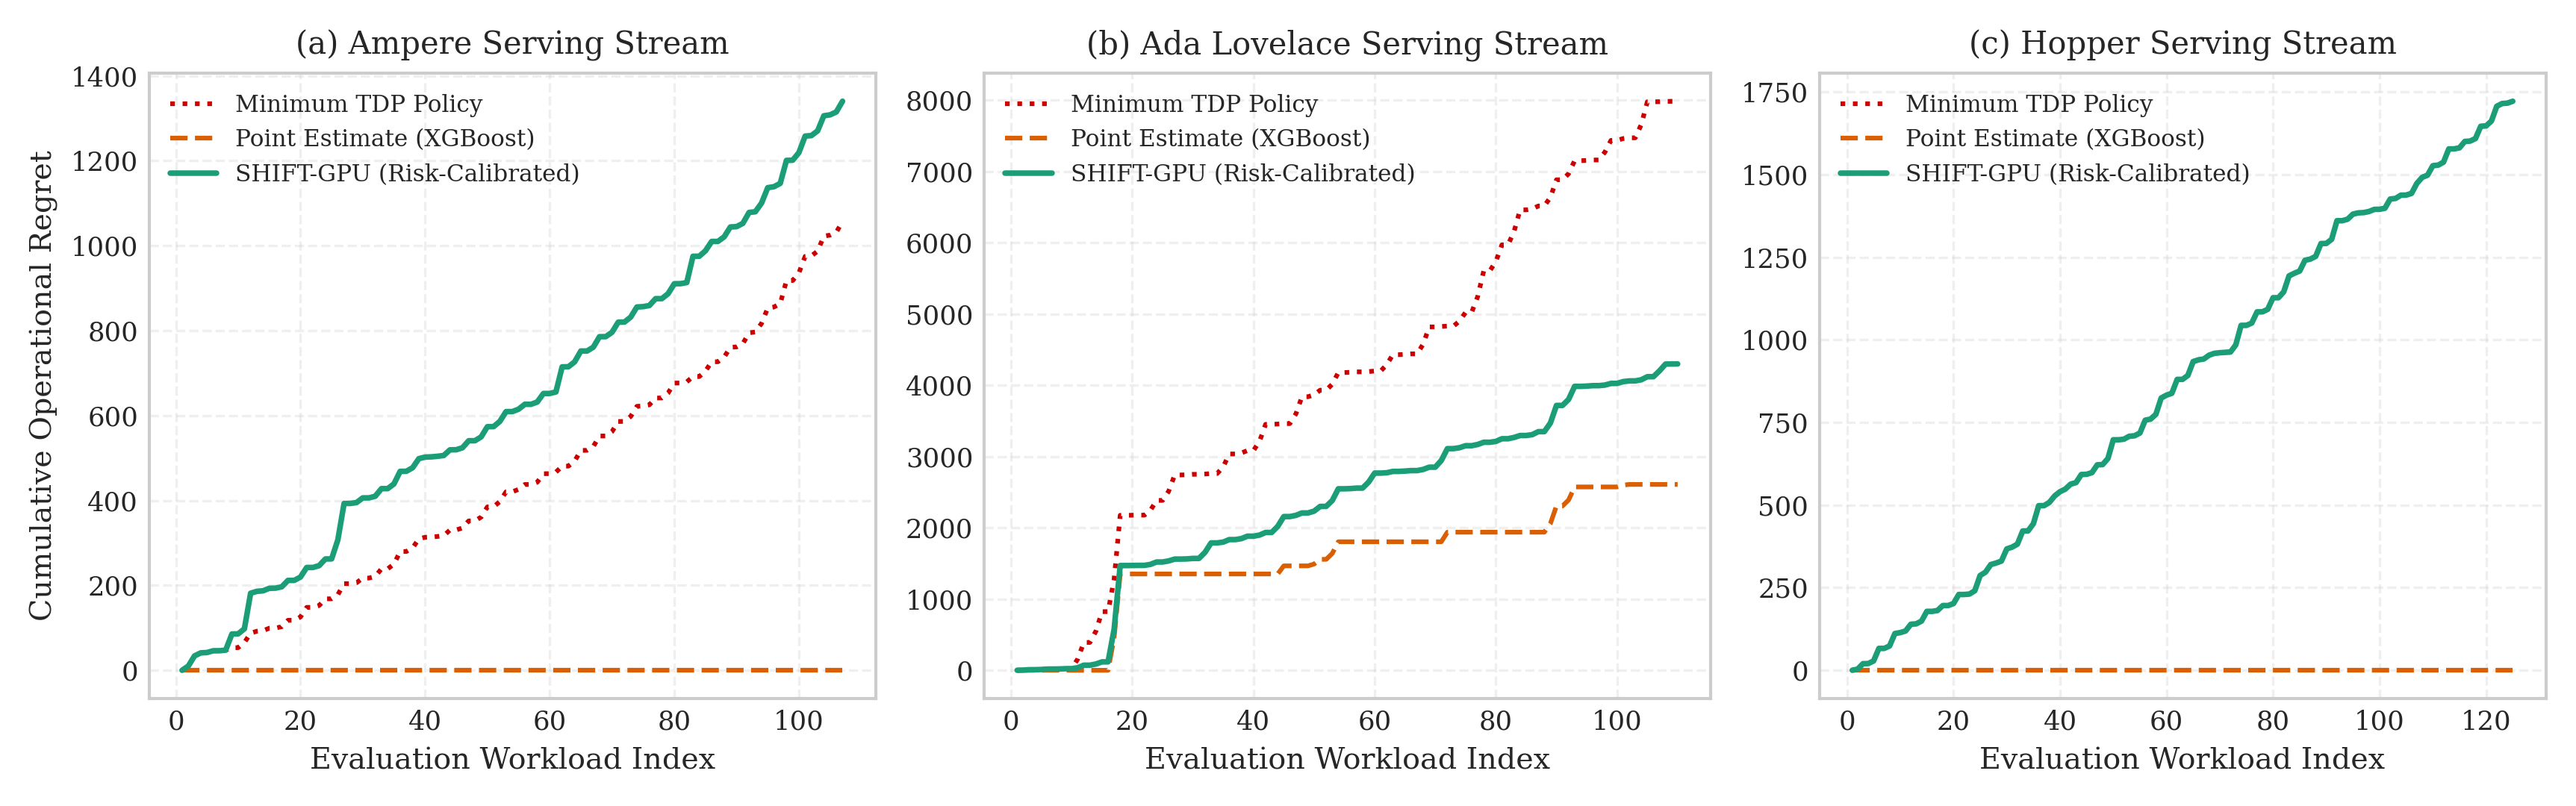 (a) Ampere Serving Stream
Cumulative Operational Regret
1400
1200
1000
800
600
400
200
0
Minimum TDP Policy
Point Estimate (XGBoost)
SHIFT-GPU (Risk-Calibrated)
0 20 40 60 80 100
Evaluation Workload Index
(b) Ada Lovelace Serving Stream
8000
7000
6000
5000
4000
3000
2000
1000
0
Minimum TDP Policy
Point Estimate (XGBoost)
SHIFT-GPU (Risk-Calibrated)
0 20 40 60 80 100
Evaluation Workload Index
(c) Hopper Serving Stream
1750
1500
1250
1000
750
500
250
0
Minimum TDP Policy
Point Estimate (XGBoost)
SHIFT-GPU (Risk-Calibrated)
0 20 40 60 80 100 120
Evaluation Workload Index